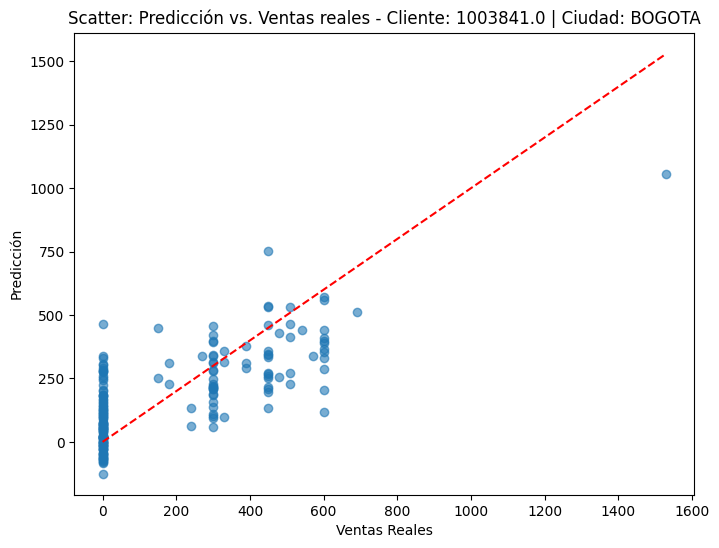 Scatter: Predicción vs. Ventas reales - Cliente: 1003841.0 | Ciudad: BOGOTA
1500
1250
1000
750
500
250
0
Predicción
0 200 400 600 800 1000 1200 1400 1600
Ventas Reales